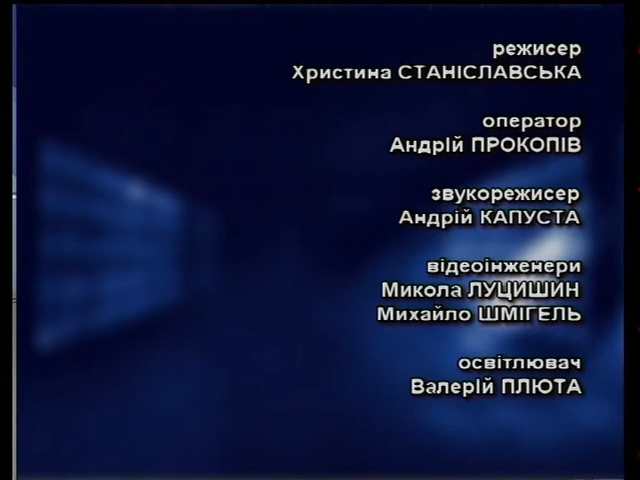 режисер
Христина СТАНІСЛАВСЬКА
оператор
Андрій ПРОКОПІВ
звукорежисер
Андрій КАПУСТА
відеоінженери
Микола ЛУЦИШИН
Михайло ШМІГЕЛЬ
освітлювач
Валерій ПЛЮТА